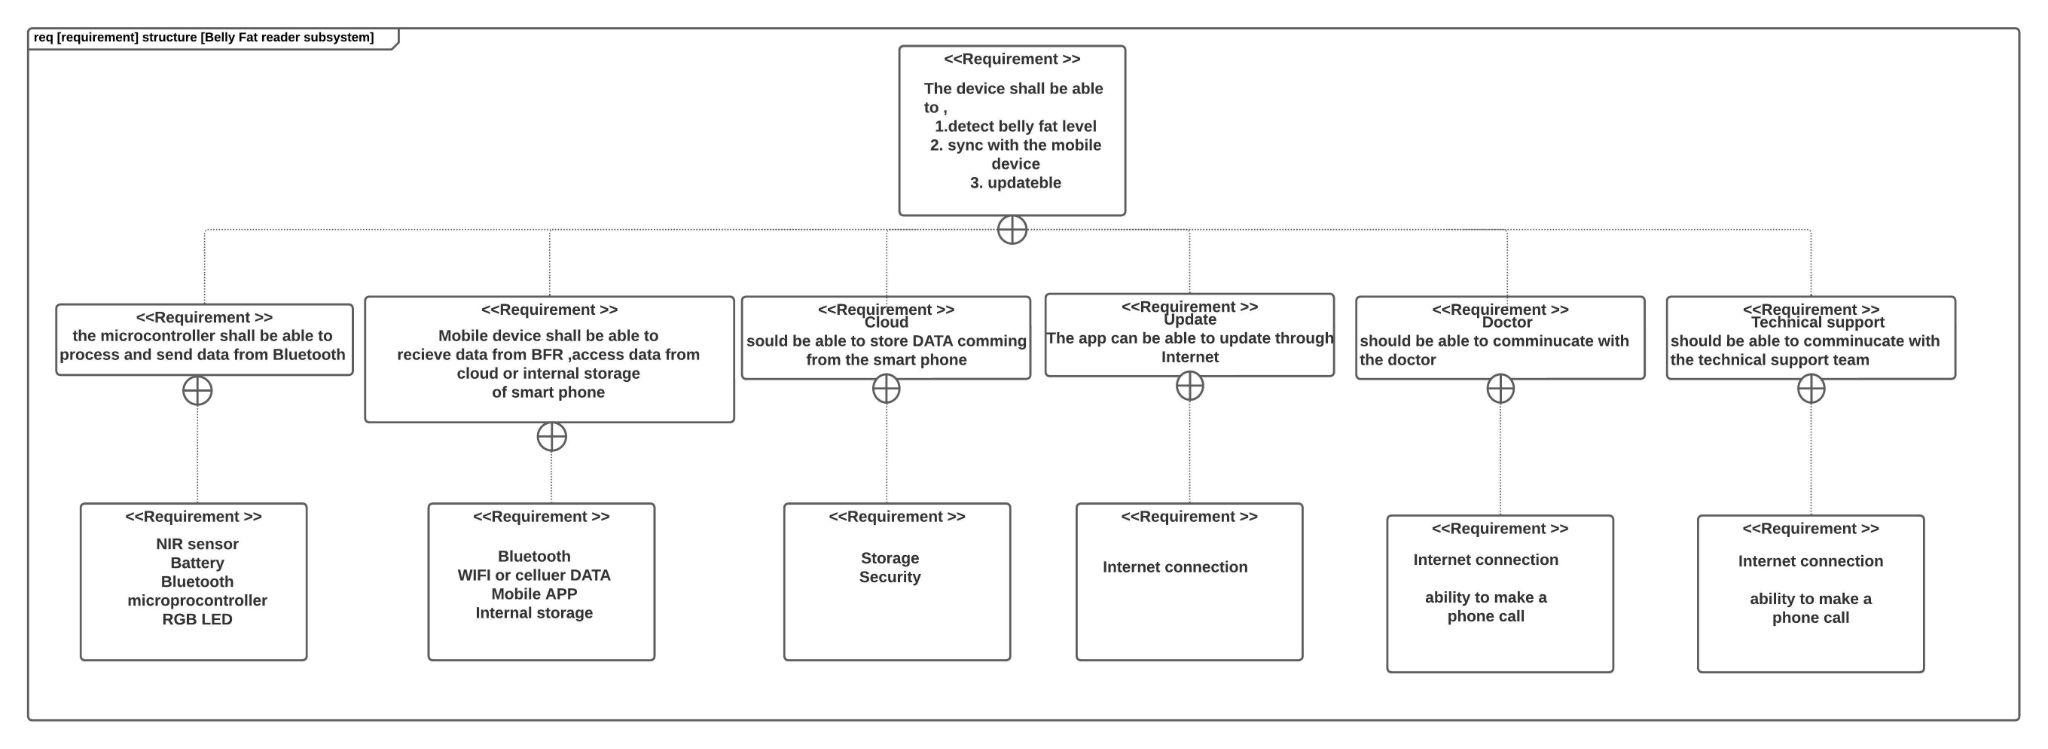 req [requirement] structure [Belly Fat reader subsystem]
<<Requirement >>
The device shall be able
to ,
1.detect belly fat level
2. sync with the mobile
device
3. updateble
<<Requirement >>
the microcontroller shall be able to
process and send data from Bluetooth
<<Requirement >>
Mobile device shall be able to
recieve data from BFR ,access data from
cloud or internal storage
of smart phone
<<Requirement >>
Cloud
sould be able to store DATA comming
from the smart phone
<<Requirement >>
Update
The app can be able to update through
Internet
<<Requirement >>
Doctor
should be able to comminucate with
the doctor
<<Requirement >>
Technical support
should be able to comminucate with
the technical support team
<<Requirement >>
NIR sensor
Battery
Bluetooth
microprocontroller
RGB LED
<<Requirement >>
Bluetooth
WIFI or celluer DATA
Mobile APP
Internal storage
<<Requirement >>
Storage
Security
<<Requirement >>
Internet connection
<<Requirement >>
Internet connection
ability to make a
phone call
<<Requirement >>
Internet connection
ability to make a
phone call